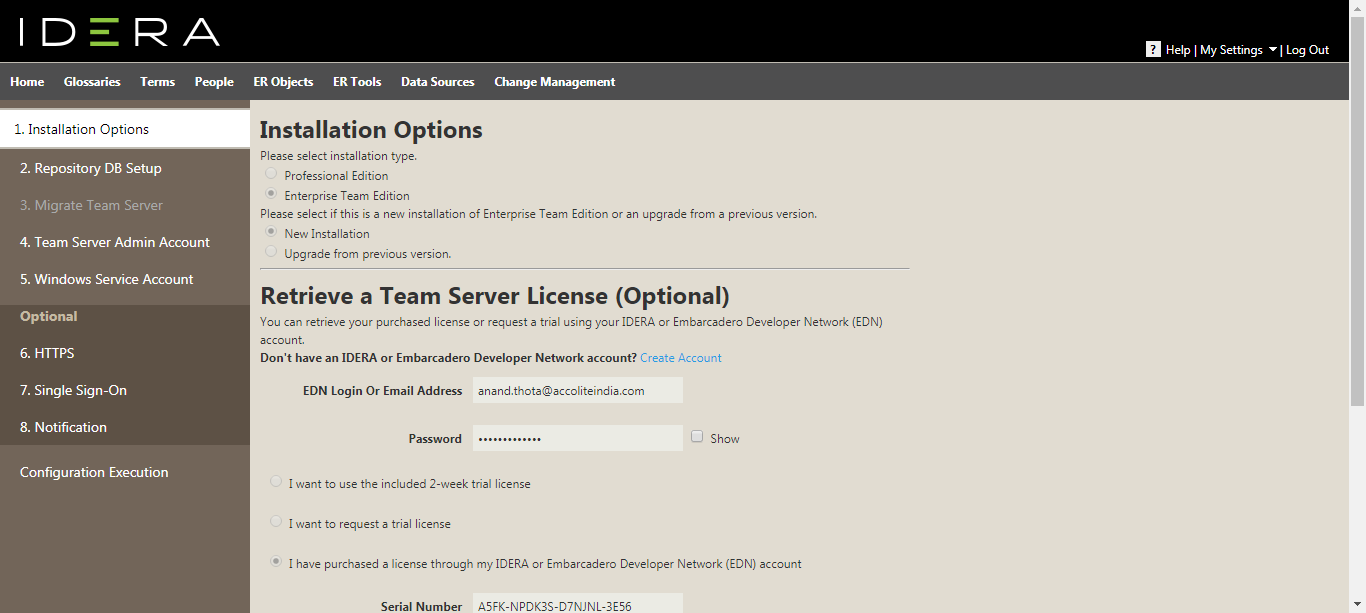 IDERA
? Help | My Settings | Log Out
Home Glossaries Terms People ER Objects ER Tools Data Sources Change Management
1. Installation Options
2. Repository DB Setup
3. Migrate Team Server
4. Team Server Admin Account
5. Windows Service Account
Optional
6. HTTPS
7. Single Sign-On
8. Notification
Configuration Execution
Installation Options
Please select installation type.
Professional Edition
Enterprise Team Edition
Please select if this is a new installation of Enterprise Team Edition or an upgrade from a previous version.
New Installation
Upgrade from previous version.
Retrieve a Team Server License (Optional)
You can retrieve your purchased license or request a trial using your IDERA or Embarcadero Developer Network (EDN)
account.
Don't have an IDERA or Embarcadero Developer Network account? Create Account
EDN Login Or Email Address anand.thota@accoliteindia.com
Password ••••••••••••• Show
I want to use the included 2-week trial license
I want to request a trial license
I have purchased a license through my IDERA or Embarcadero Developer Network (EDN) account
Serial Number A5FK-NPDK3S-D7NJNL-3E56